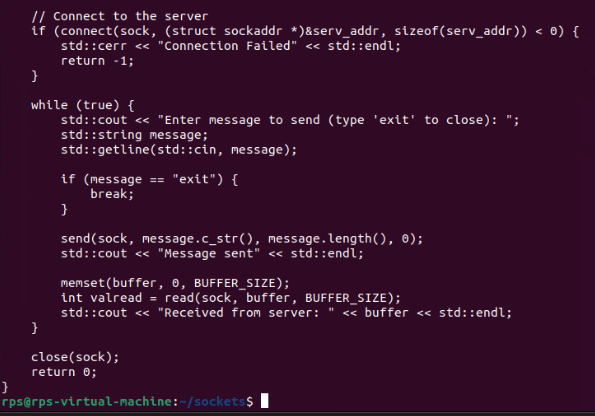 // Connect to the server
    if (connect(sock, (struct sockaddr *)&serv_addr, sizeof(serv_addr)) < 0) {
        std::cerr << "Connection Failed" << std::endl;
        return -1;
    }

    while (true) {
        std::cout << "Enter message to send (type 'exit' to close): ";
        std::string message;
        std::getline(std::cin, message);

        if (message == "exit") {
            break;
        }

        send(sock, message.c_str(), message.length(), 0);
        std::cout << "Message sent" << std::endl;

        memset(buffer, 0, BUFFER_SIZE);
        int valread = read(sock, buffer, BUFFER_SIZE);
        std::cout << "Received from server: " << buffer << std::endl;
    }

    close(sock);
    return 0;
}
rps@rps-virtual-machine:~/sockets$